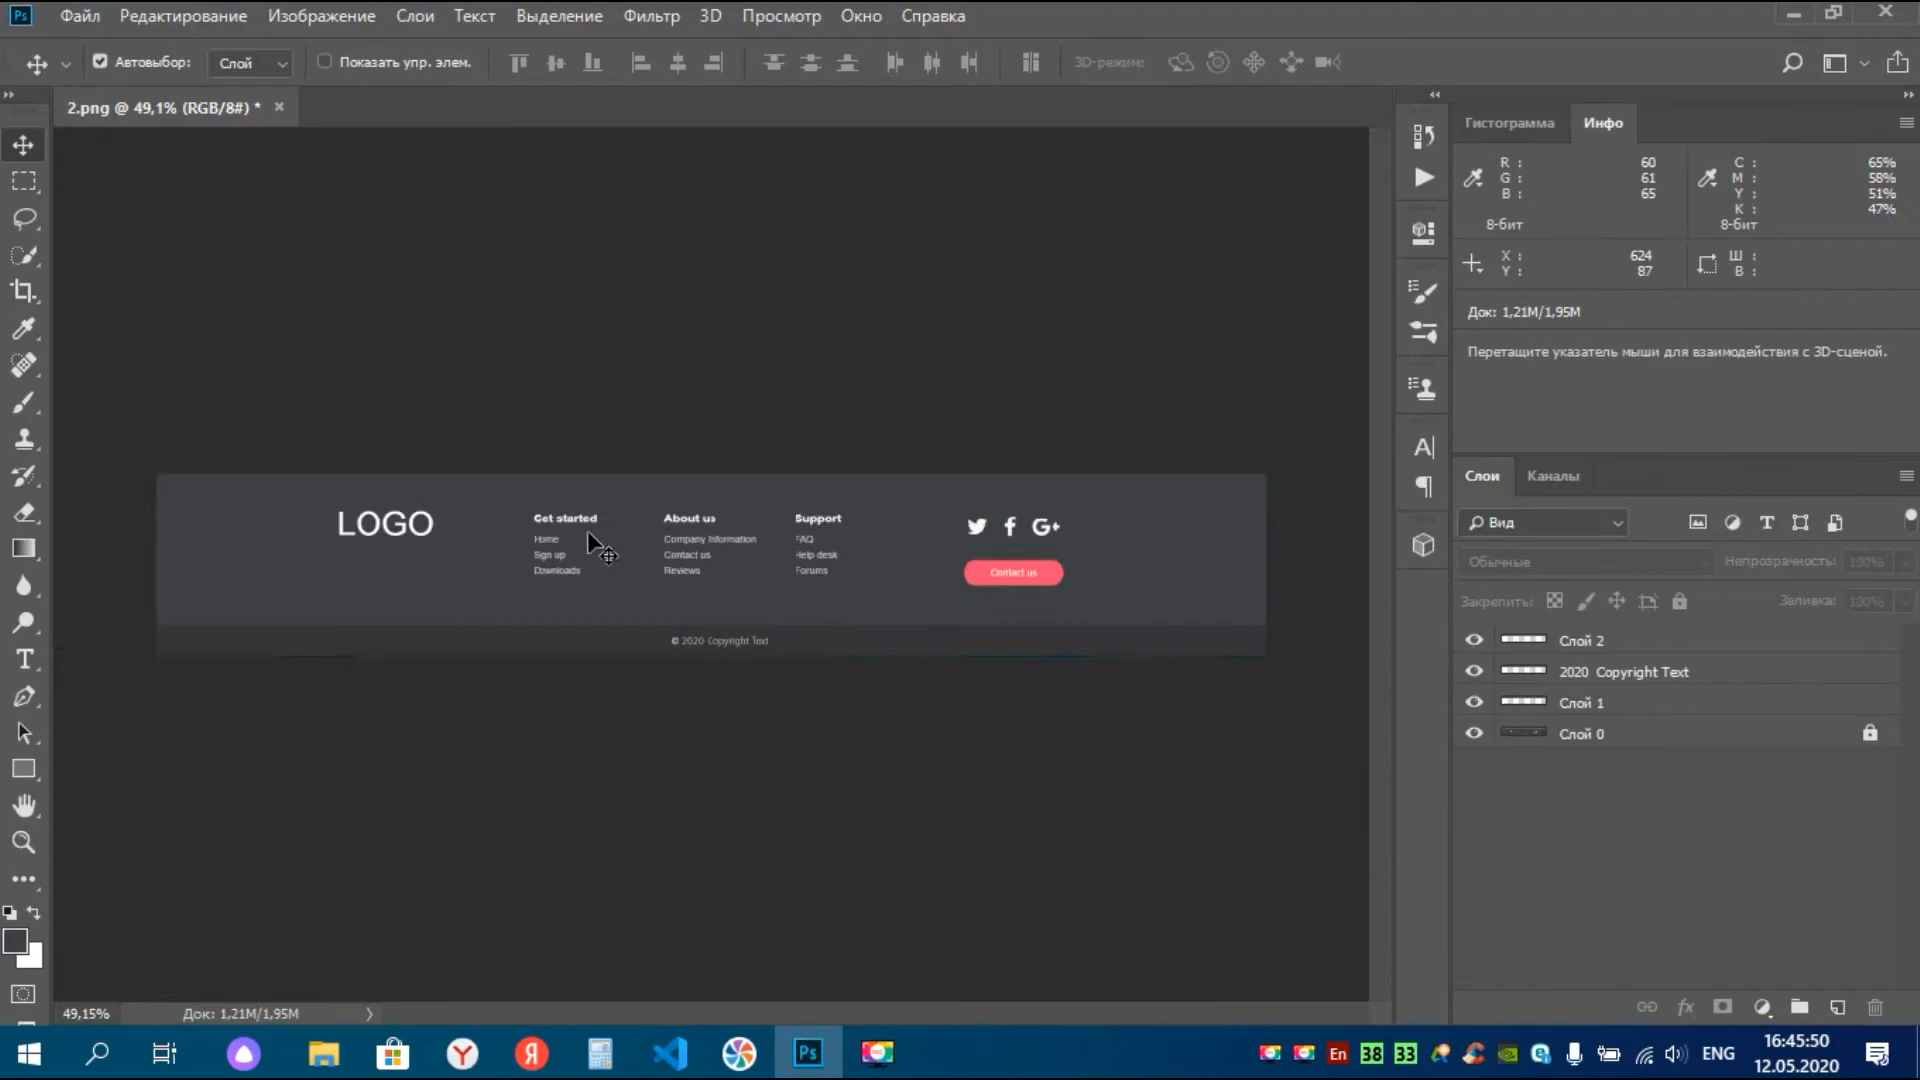 Ps Файл Редактирование Изображение Слои Текст Выделение Фильтр 3D Просмотр Окно Справка
Автовыбор: Слой Показать упр. элем. 3D-режим:
2.png @ 49,1% (RGB/8#) *
Гистограмма Инфо
R : 60 C : 65%
G : 61 M : 58%
B : 65 Y : 51%
K : 47%
8-бит 8-бит
X : 624 Ш :
Y : 87 В :
Док: 1,21M/1,95M
Перетащите указатель мыши для взаимодействия с 3D-сценой.
Слои Каналы
Вид
Обычные Непрозрачность: 100%
Закрепить: Заливка: 100%
Слой 2
2020 Copyright Text
Слой 1
Слой 0
LOGO
Get started
Home
Sign up
Downloads
About us
Company Information
Contact us
Reviews
Support
FAQ
Help desk
Forums
G+
Contact us
© 2020 Copyright Text
49,15% Док: 1,21M/1,95M
Ps En 38 33 ENG
16:45:50
12.05.2020